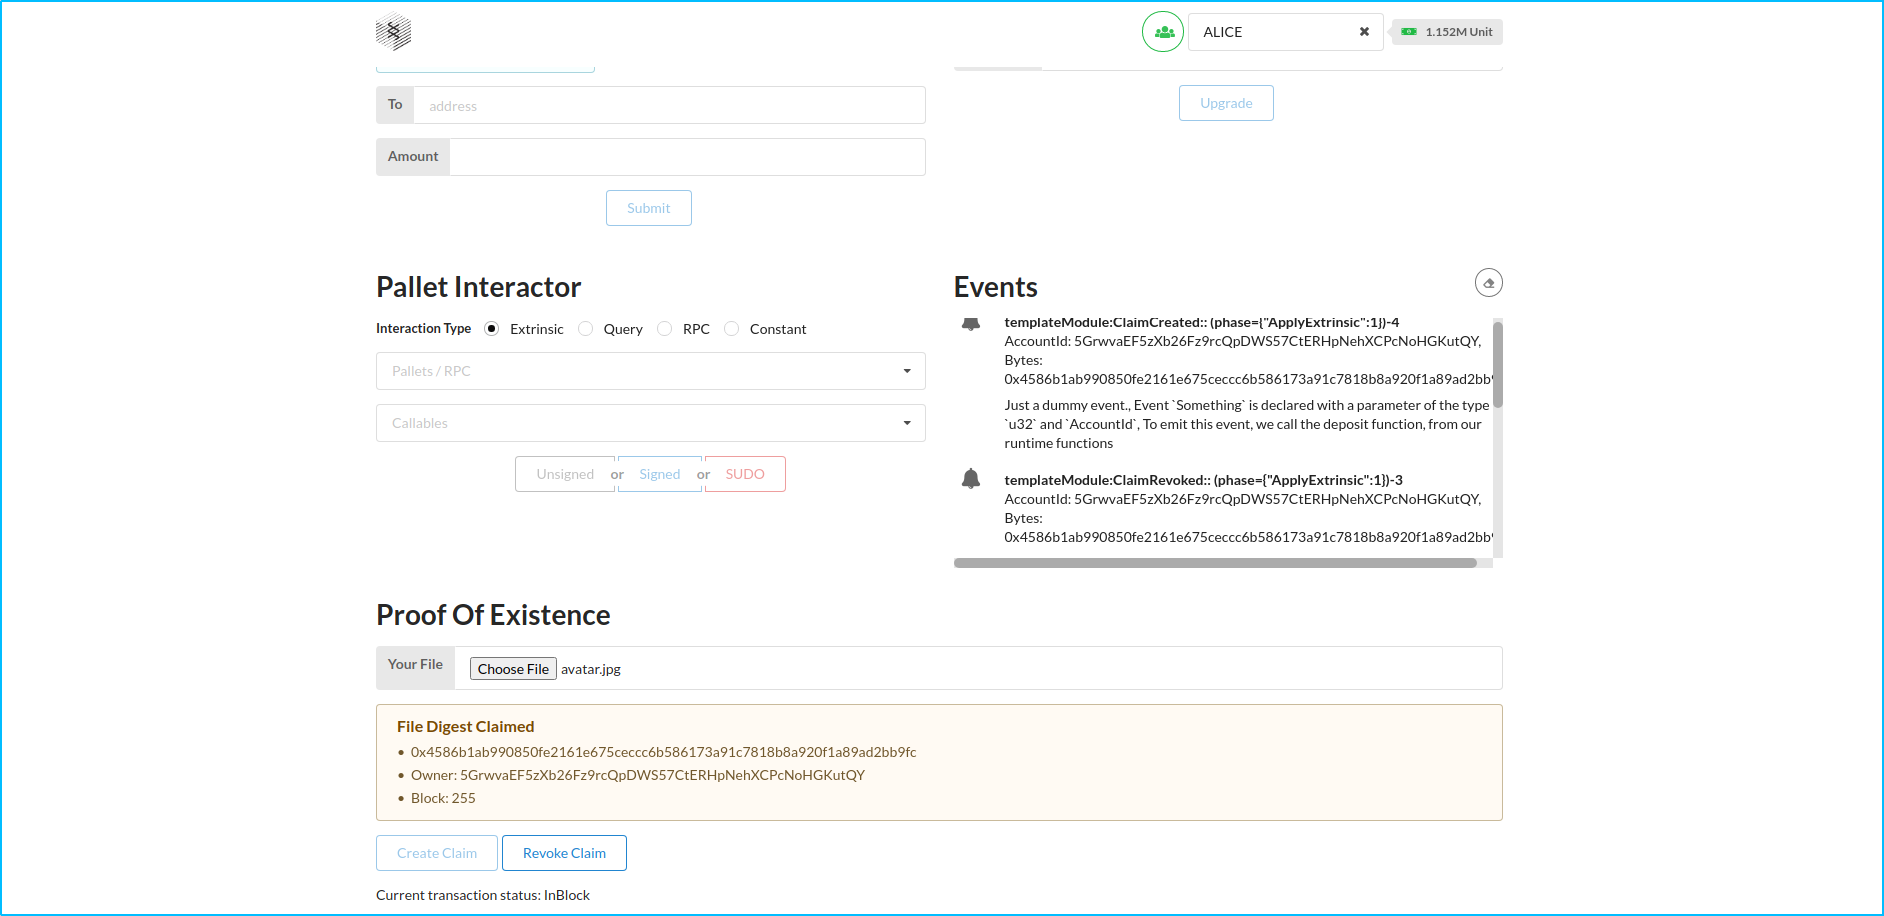 ALICE
1.152M Unit
To
address
Amount
Submit
Upgrade
Pallet Interactor
Interaction Type Extrinsic Query RPC Constant
Pallets / RPC
Callables
Unsigned or Signed or SUDO
Events
templateModule:ClaimCreated:: (phase={"ApplyExtrinsic":1})-4
AccountId: 5GrwvaEF5zXb26Fz9rcQpDWS57CtERHpNehXCPcNoHGKutQY,
Bytes:
0x4586b1ab990850fe2161e675ceccc6b586173a91c7818b8a920f1a89ad2bb9
Just a dummy event., Event `Something` is declared with a parameter of the type
`u32` and `AccountId`, To emit this event, we call the deposit function, from our
runtime functions
templateModule:ClaimRevoked:: (phase={"ApplyExtrinsic":1})-3
AccountId: 5GrwvaEF5zXb26Fz9rcQpDWS57CtERHpNehXCPcNoHGKutQY,
Bytes:
0x4586b1ab990850fe2161e675ceccc6b586173a91c7818b8a920f1a89ad2bb9
Proof Of Existence
Your File Choose File avatar.jpg
File Digest Claimed
• 0x4586b1ab990850fe2161e675ceccc6b586173a91c7818b8a920f1a89ad2bb9fc
• Owner: 5GrwvaEF5zXb26Fz9rcQpDWS57CtERHpNehXCPcNoHGKutQY
• Block: 255
Create Claim Revoke Claim
Current transaction status: InBlock